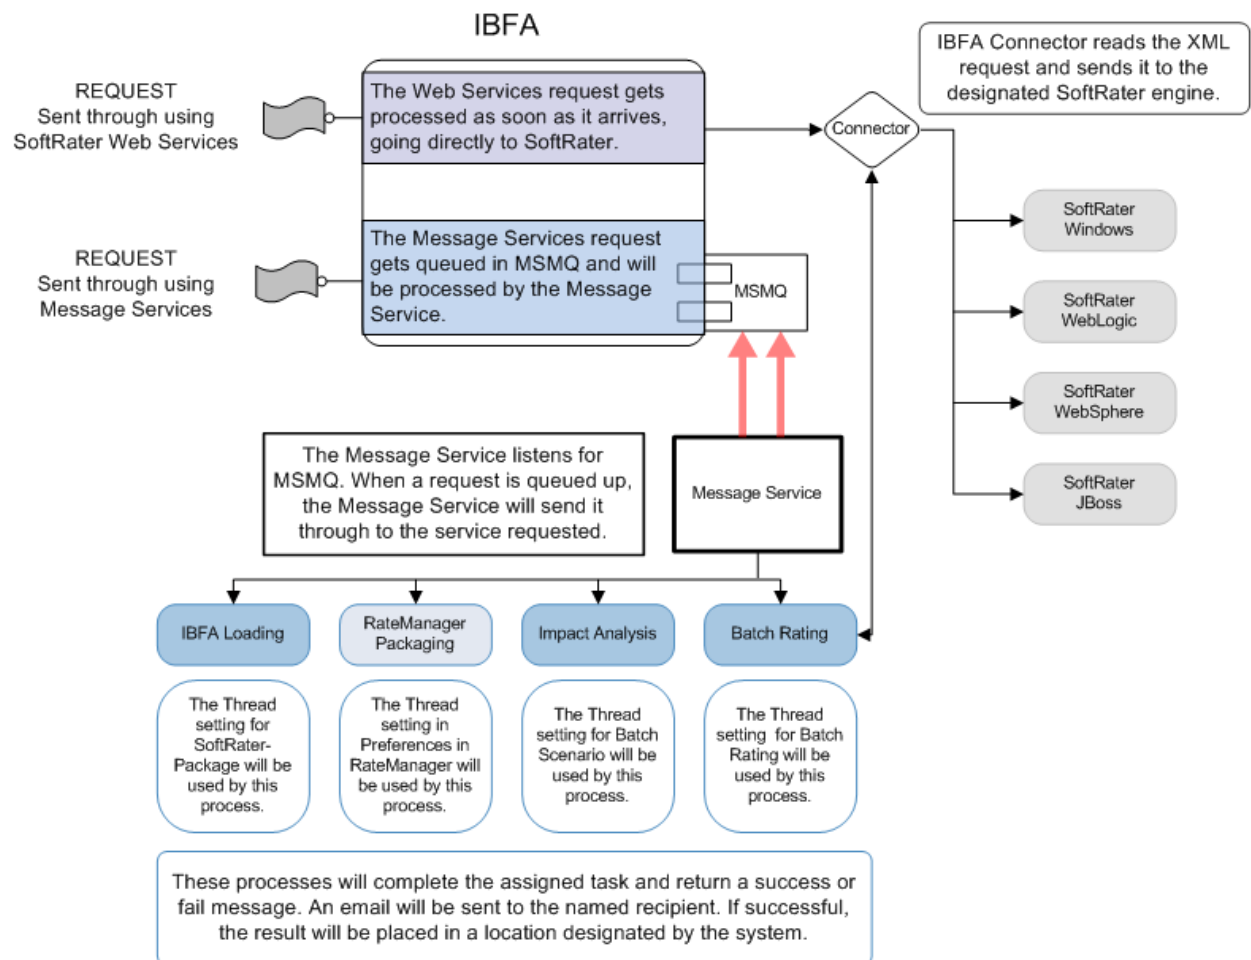 IBFA
IBFA Connector reads the XML
request and sends it to the
designated SoftRater engine.
REQUEST
Sent through using
SoftRater Web Services
The Web Services request gets
processed as soon as it arrives,
going directly to SoftRater.
Connector
REQUEST
Sent through using
Message Services
The Message Services request
gets queued in MSMQ and will
be processed by the Message
Service.
MSMQ
SoftRater
Windows
SoftRater
WebLogic
SoftRater
WebSphere
SoftRater
JBoss
The Message Service listens for
MSMQ. When a request is queued up,
the Message Service will send it
through to the service requested.
Message Service
IBFA Loading
RateManager
Packaging
Impact Analysis
Batch Rating
The Thread
setting for
SoftRater-
Package will be
used by this
process.
The Thread
setting in
Preferences in
RateManager will
be used by this
process.
The Thread
setting for Batch
Scenario will be
used by this
process.
The Thread
setting for Batch
Rating will be
used by this
process.
These processes will complete the assigned task and return a success or
fail message. An email will be sent to the named recipient. If successful,
the result will be placed in a location designated by the system.